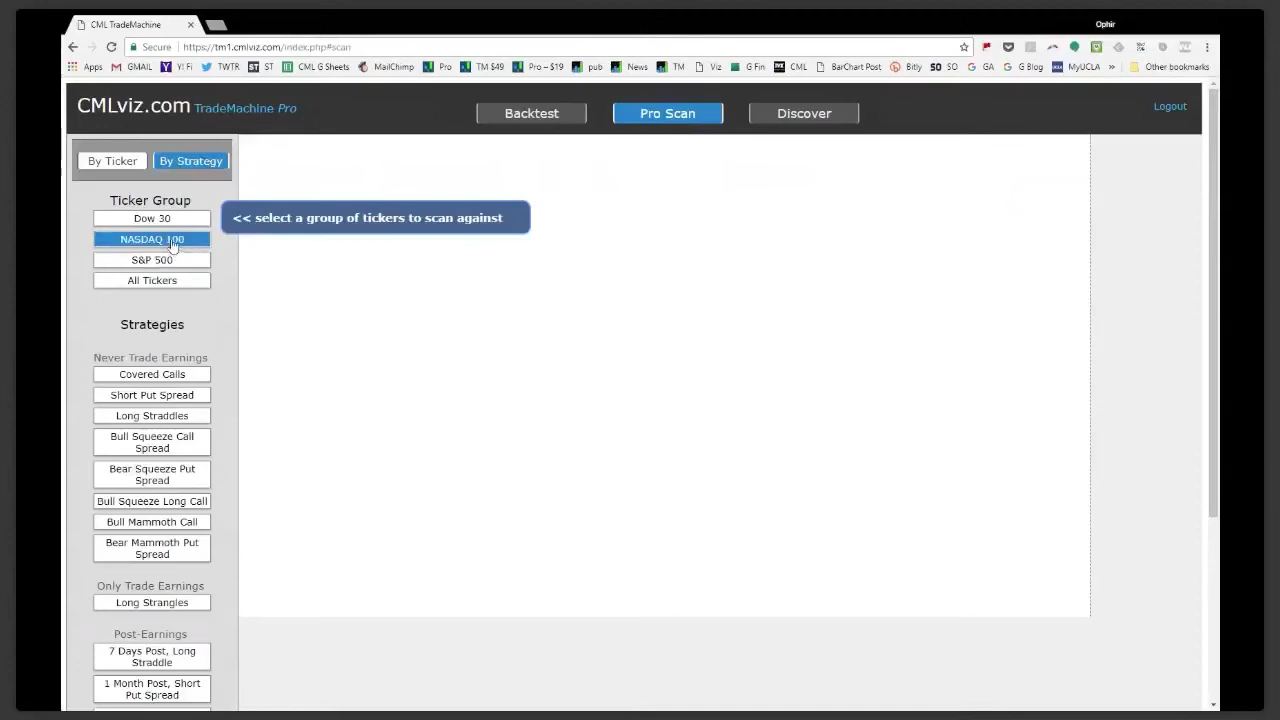 CML TradeMachine
Ophir
Secure https://tm1.cmlviz.com/index.php#scan
Apps GMAIL Y! Fi TWTR ST CML G Sheets MailChimp Pro TM $49 Pro – $19 pub News TM Viz G Fin CML BarChart Post Bitly SO SO GA G Blog MyUCLA » Other bookmarks
CMLviz.com TradeMachine Pro
Backtest Pro Scan Discover
Logout
By Ticker By Strategy
Ticker Group
Dow 30
<< select a group of tickers to scan against
NASDAQ 100
S&P 500
All Tickers
Strategies
Never Trade Earnings
Covered Calls
Short Put Spread
Long Straddles
Bull Squeeze Call
Spread
Bear Squeeze Put
Spread
Bull Squeeze Long Call
Bull Mammoth Call
Bear Mammoth Put
Spread
Only Trade Earnings
Long Strangles
Post-Earnings
7 Days Post, Long
Straddle
1 Month Post, Short
Put Spread